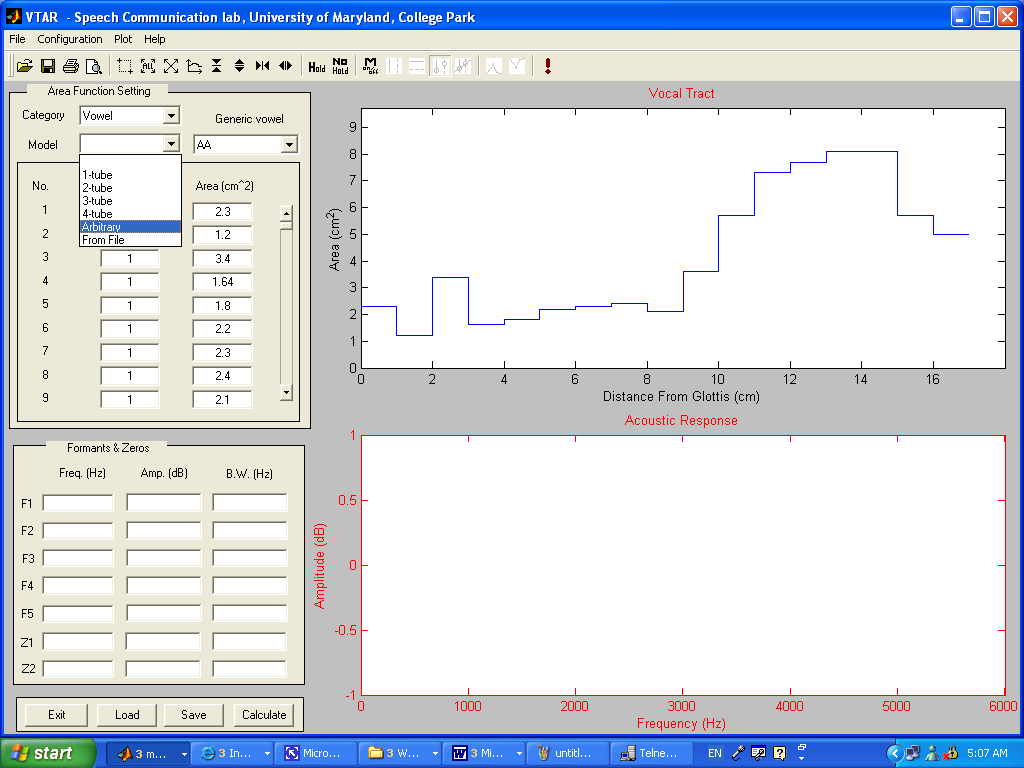 VTAR - Speech Communication lab, University of Maryland, College Park
File Configuration Plot Help
ALL Hold No Hold M on/off
Area Function Setting
Category Vowel Generic vowel
Model AA
1-tube
2-tube
3-tube
4-tube
Arbitrary
From File
No. Area (cm^2)
1 2.3
2 1.2
3 1 3.4
4 1 1.64
5 1 1.8
6 1 2.2
7 1 2.3
8 1 2.4
9 1 2.1
Formants & Zeros
Freq. (Hz) Amp. (dB) B.W. (Hz)
F1
F2
F3
F4
F5
Z1
Z2
Exit Load Save Calculate
Vocal Tract
Area (cm2)
9
8
7
6
5
4
3
2
1
0
0 2 4 6 8 10 12 14 16
Distance From Glottis (cm)
Acoustic Response
Amplitude (dB)
1
0.5
0
-0.5
-1
0 1000 2000 3000 4000 5000 6000
Frequency (Hz)
start 3 m... 3 In... Micro... 3 W... 3 Mi... untitl... Telne... EN 5:07 AM